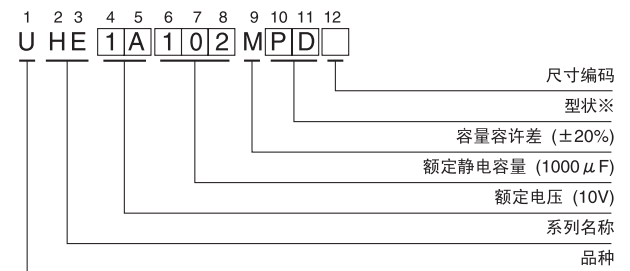 1 2 3 4 5 6 7 8 9 10 11 12
U H E 1 A 1 0 2 M P D
尺寸编码
型状※
容量容许差 (±20%)
额定静电容量 (1000μF)
额定电压 (10V)
系列名称
品种